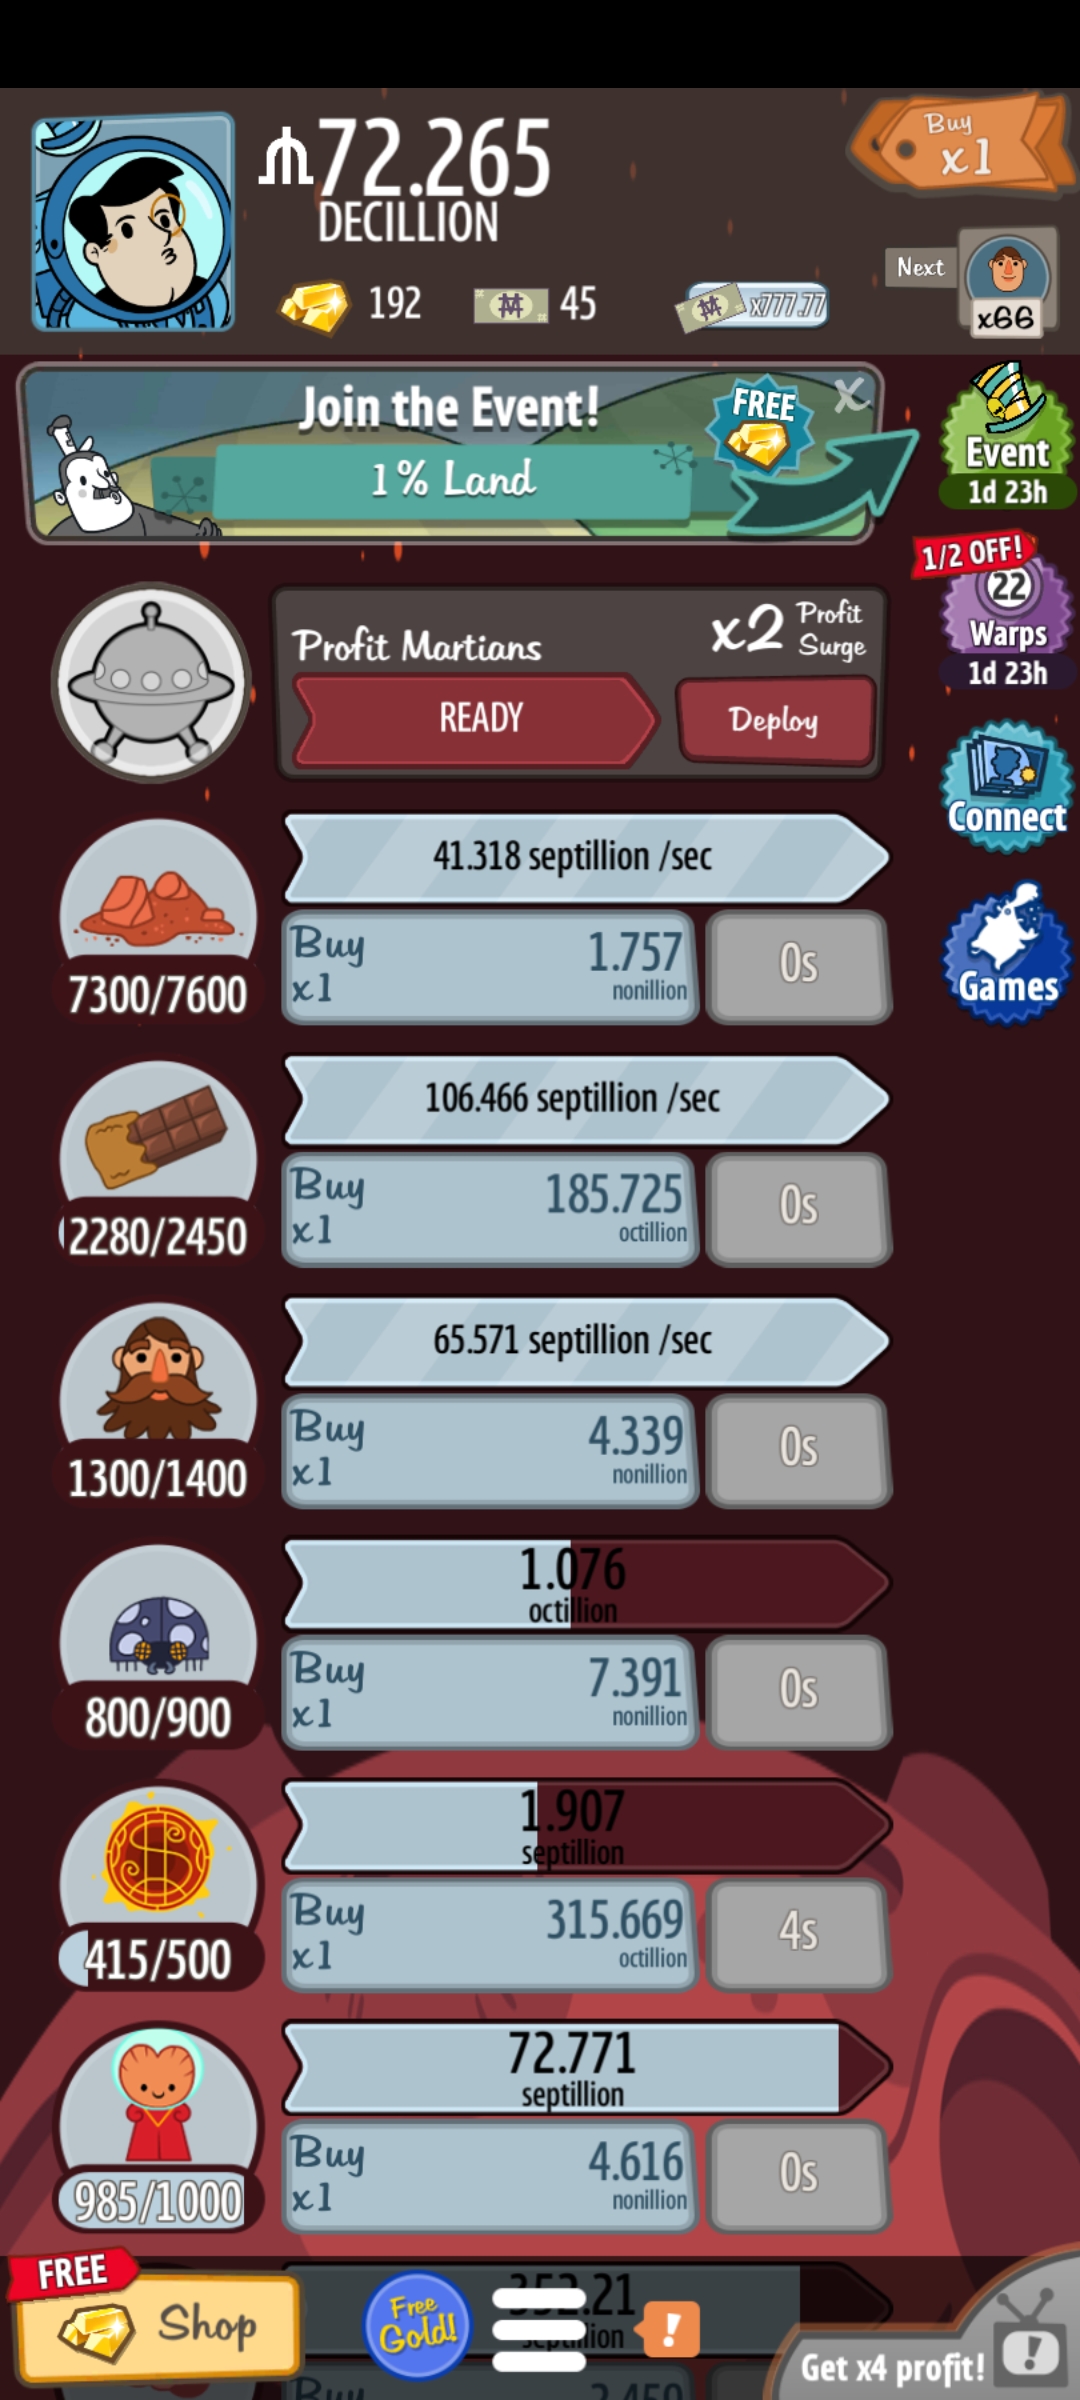 72.265
DECILLION
Buy
x1
192
45
x777.77
Next
x66
Join the Event!
FREE
X
1% Land
Event
1d 23h
1/2 OFF!
22
Warps
1d 23h
Profit Martians
x2 Profit Surge
READY
Deploy
Connect
41.318 septillion /sec
7300/7600
Buy x1
1.757
nonillion
0s
Games
106.466 septillion /sec
2280/2450
Buy x1
185.725
octillion
0s
65.571 septillion /sec
1300/1400
Buy x1
4.339
nonillion
0s
1.076
octillion
800/900
Buy x1
7.391
nonillion
0s
1.907
septillion
415/500
Buy x1
315.669
octillion
4s
72.771
septillion
985/1000
Buy x1
4.616
nonillion
0s
FREE
Shop
Free
Gold!
!
Get x4 profit!
!
Buy